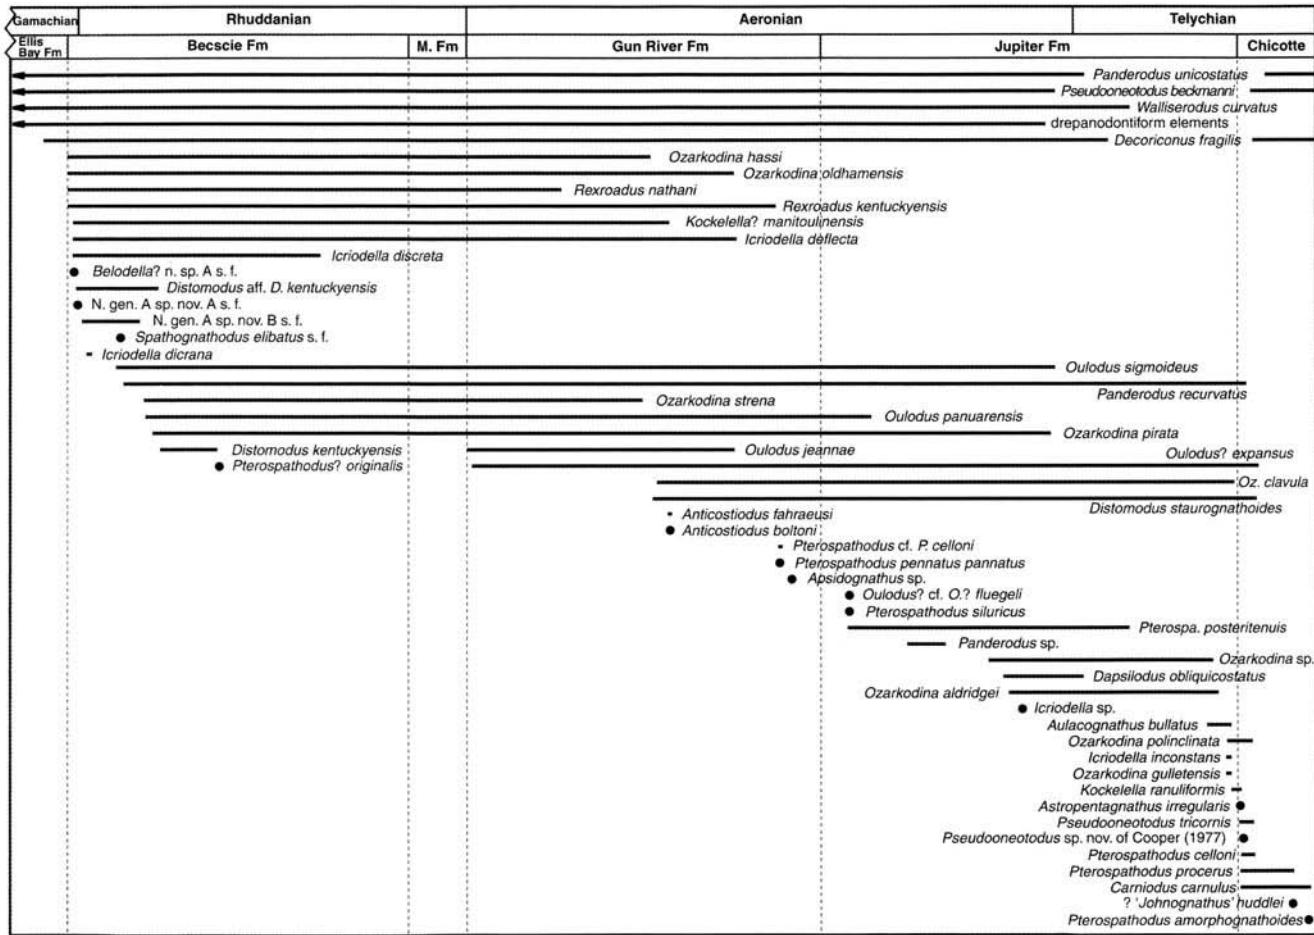 Gamachian Rhuddanian Aeronian Telychian
Ellis Bay Fm Becscie Fm M. Fm Gun River Fm Jupiter Fm Chicotte
Panderodus unicostatus
Pseudooneotodus beckmanni
Walliserodus curvatus
drepanodontiform elements
Decoriconus fragilis
Ozarkodina hassi
Ozarkodina oldhamensis
Rexroadus nathani
Rexroadus kentuckyensis
Kockelella? manitoulinensis
Icriodella deflecta
Icriodella discreta
Belodella? n. sp. A s. f.
Distomodus aff. D. kentuckyensis
N. gen. A sp. nov. A s. f.
N. gen. A sp. nov. B s. f.
Spathognathodus elibatus s. f.
Icriodella dicrana
Oulodus sigmoideus
Panderodus recurvatus
Ozarkodina strena
Oulodus panuarensis
Ozarkodina pirata
Distomodus kentuckyensis Oulodus jeannae
Oulodus? expansus
Pterospathodus? originalis
Oz. clavula
Distomodus staurognathoides
Anticostiodus fahraeusi
Anticostiodus boltoni
Pterospathodus cf. P. celloni
Pterospathodus pennatus pannatus
Apsidognathus sp.
Oulodus? cf. O.? fluegeli
Pterospathodus siluricus
Pterospa. posteritenuis
Panderodus sp.
Ozarkodina sp.
Dapsilodus obliquicostatus
Ozarkodina aldridgei
Icriodella sp.
Aulacognathus bullatus
Ozarkodina polinclinata
Icriodella inconstans
Ozarkodina gulletensis
Kockelella ranuliformis
Astropentagnathus irregularis
Pseudooneotodus tricornis
Pseudooneotodus sp. nov. of Cooper (1977)
Pterospathodus celloni
Pterospathodus procerus
Carniodus carnulus
? 'Johnognathus' huddlei
Pterospathodus amorphognathoides